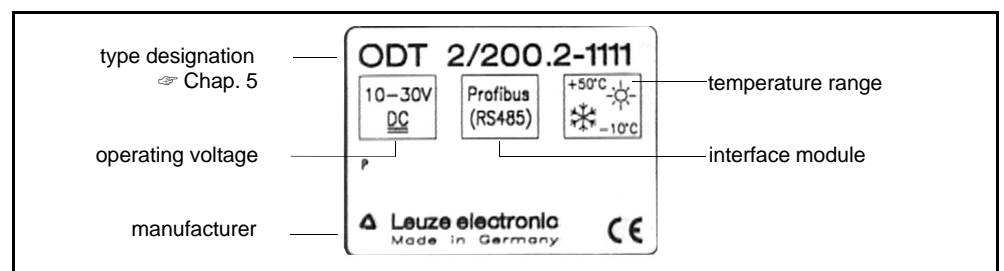 type designation
☞ Chap. 5
operating voltage
manufacturer
ODT 2/200.2-1111
10-30V
DC
Profibus
(RS485)
+50°C
-10°C
P
Leuze electronic
Made in Germany
CE
temperature range
interface module